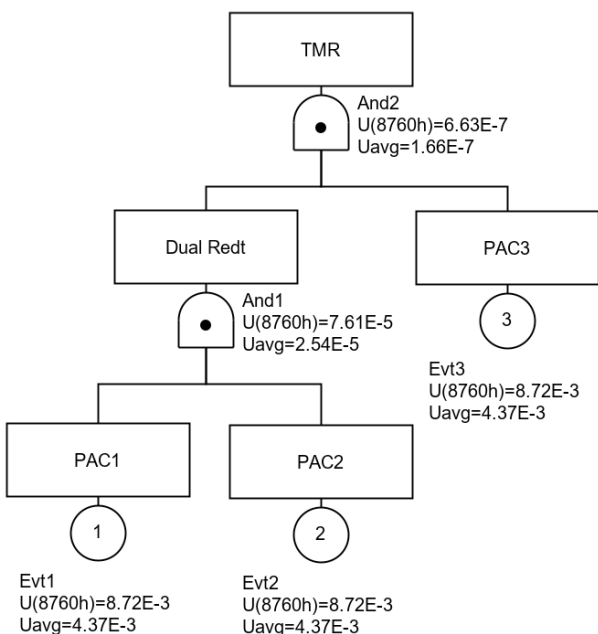 TMR
And2
U(8760h)=6.63E-7
Uavg=1.66E-7
Dual Redt
PAC3
And1
U(8760h)=7.61E-5
Uavg=2.54E-5
3
Evt3
U(8760h)=8.72E-3
Uavg=4.37E-3
PAC1
PAC2
1
2
Evt1
U(8760h)=8.72E-3
Uavg=4.37E-3
Evt2
U(8760h)=8.72E-3
Uavg=4.37E-3